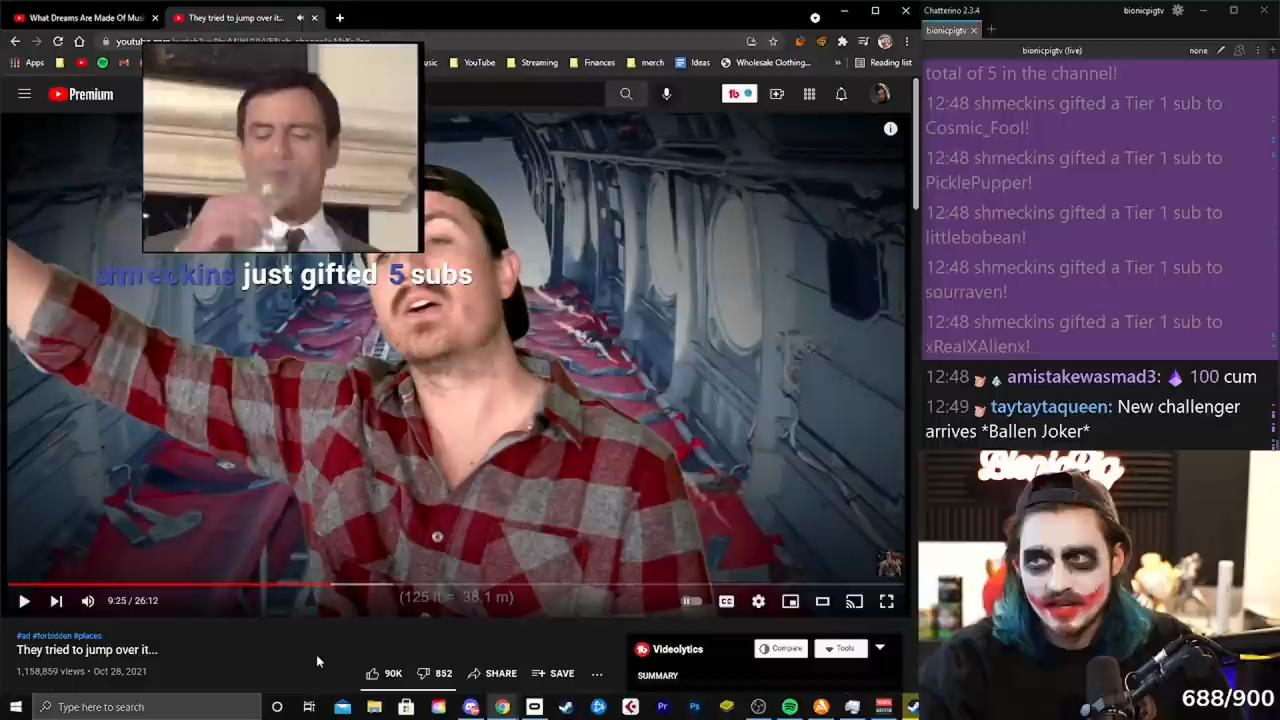 What Dreams Are Made Of Mus
They tried to jump over it...
Apps
YouTube
Streaming
Finances
merch
Ideas
Wholesale Clothing...
Reading list
Premium
shmeckins just gifted 5 subs
(125 ft = 38,1 m)
9:25 / 26:12
#ad #forbidden #places
They tried to jump over it...
1,158,859 views • Oct 28, 2021
90K
852
SHARE
SAVE
Videolytics
Compare
Tools
SUMMARY
Type here to search
Chatterino 2.3.4
bionicpigtv
bionicpigtv
bionicpigtv (live)
none
total of 5 in the channel!
12:48 shmeckins gifted a Tier 1 sub to
Cosmic_Fool!
12:48 shmeckins gifted a Tier 1 sub to
PicklePupper!
12:48 shmeckins gifted a Tier 1 sub to
littlebobean!
12:48 shmeckins gifted a Tier 1 sub to
sourraven!
12:48 shmeckins gifted a Tier 1 sub to
xRealXAlienx!
12:48 amistakewasmad3: 100 cum
12:49 taytaytaqueen: New challenger
arrives *Ballen Joker*
BionicPig
688/900